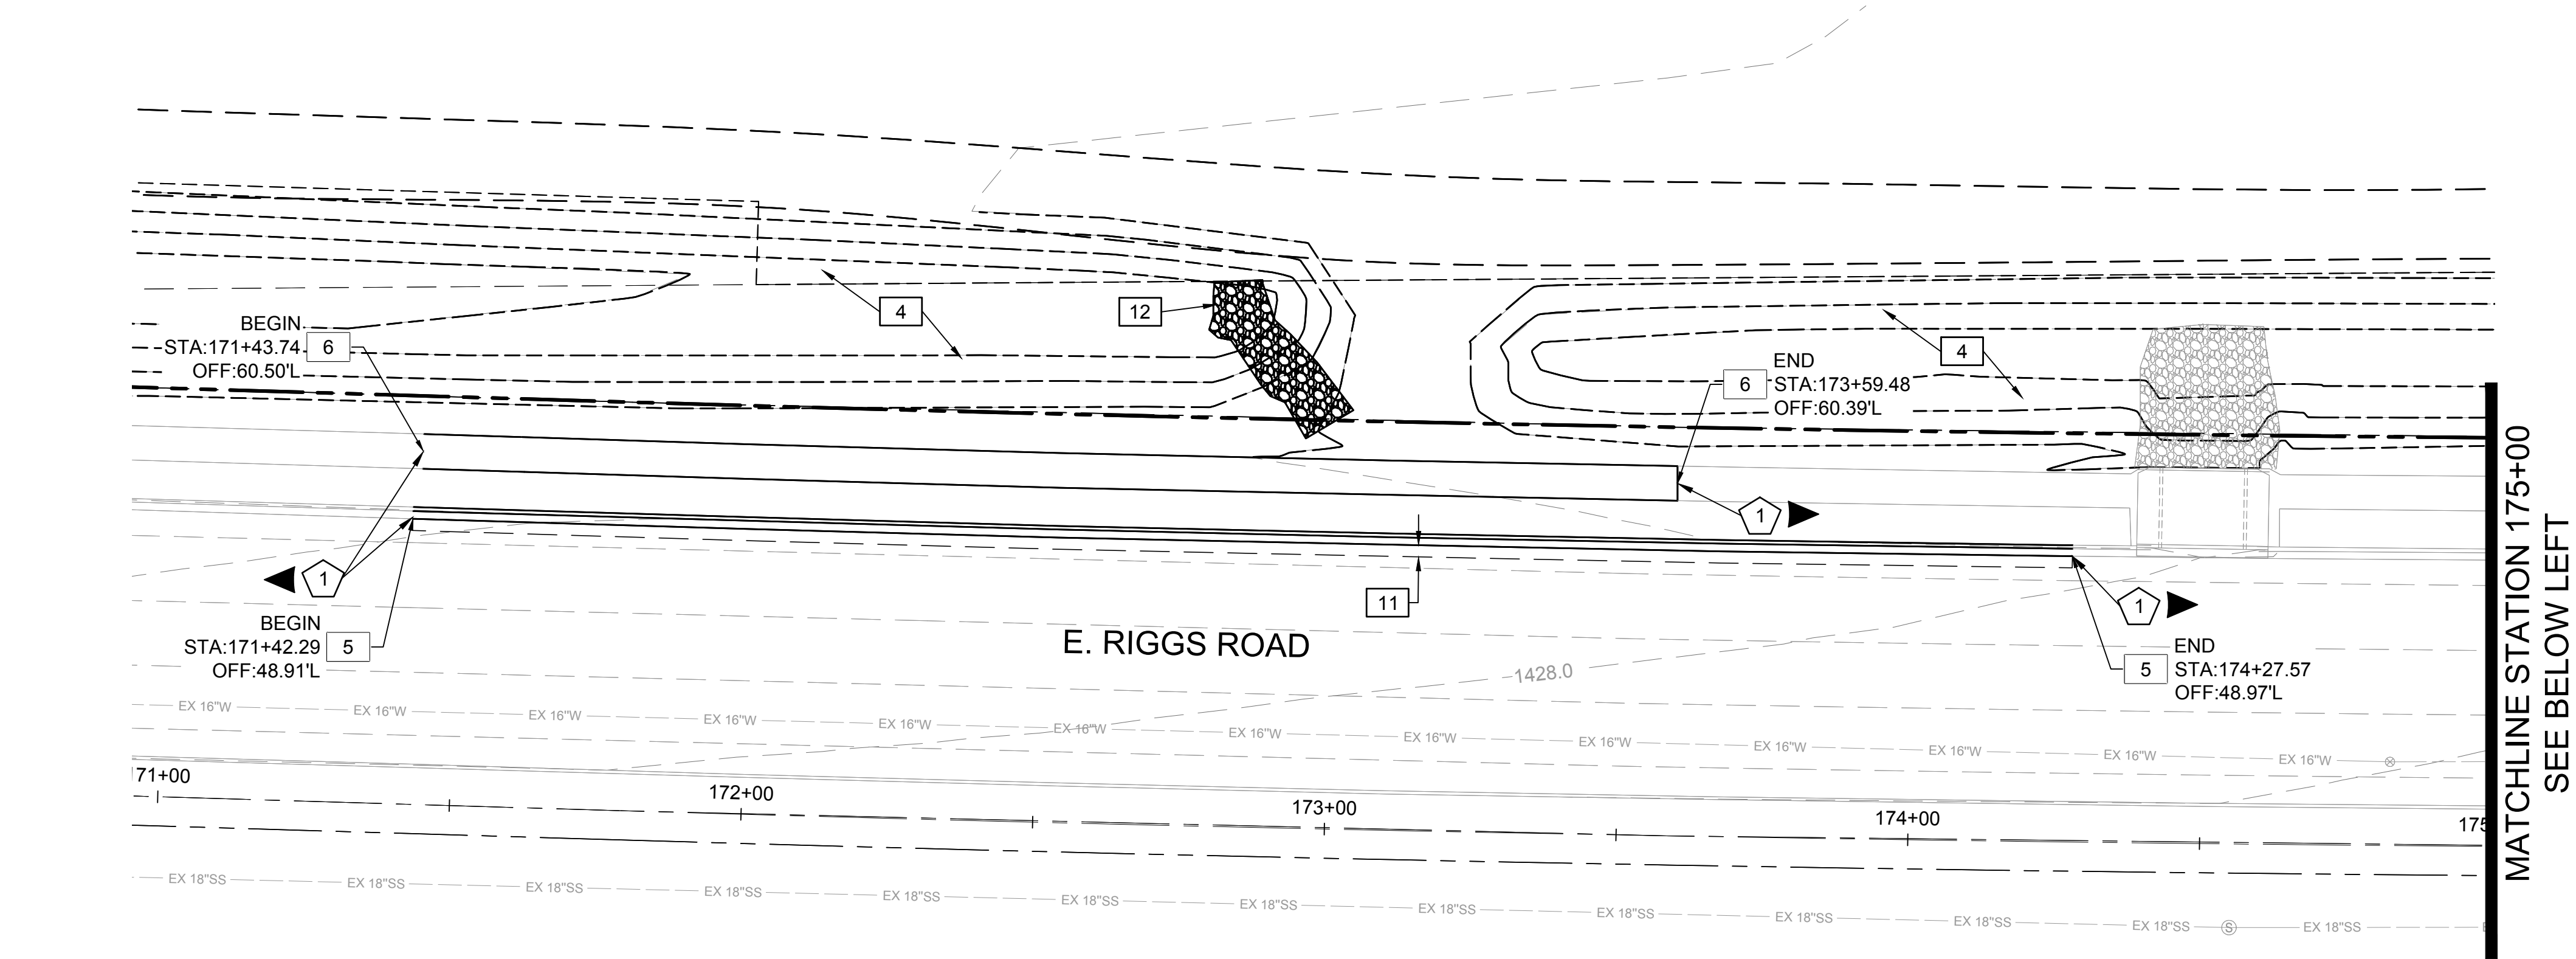 4
12
BEGIN
STA:171+43.74
OFF:60.50'L
6
4
6
END
STA:173+59.48
OFF:60.39'L
1
1
1
11
BEGIN
STA:171+42.29
OFF:48.91'L
5
E. RIGGS ROAD
1428.0
5
END
STA:174+27.57
OFF:48.97'L
EX 16"W EX 16"W EX 16"W EX 16"W EX 16"W EX 16"W EX 16"W EX 16"W EX 16"W EX 16"W EX 16"W EX 16"W EX 16"W
71+00 172+00 173+00 174+00 175
EX 18"SS EX 18"SS EX 18"SS EX 18"SS EX 18"SS EX 18"SS EX 18"SS EX 18"SS EX 18"SS EX 18"SS EX 18"SS EX 18"SS S EX 18"SS
MATCHLINE STATION 175+00
SEE BELOW LEFT